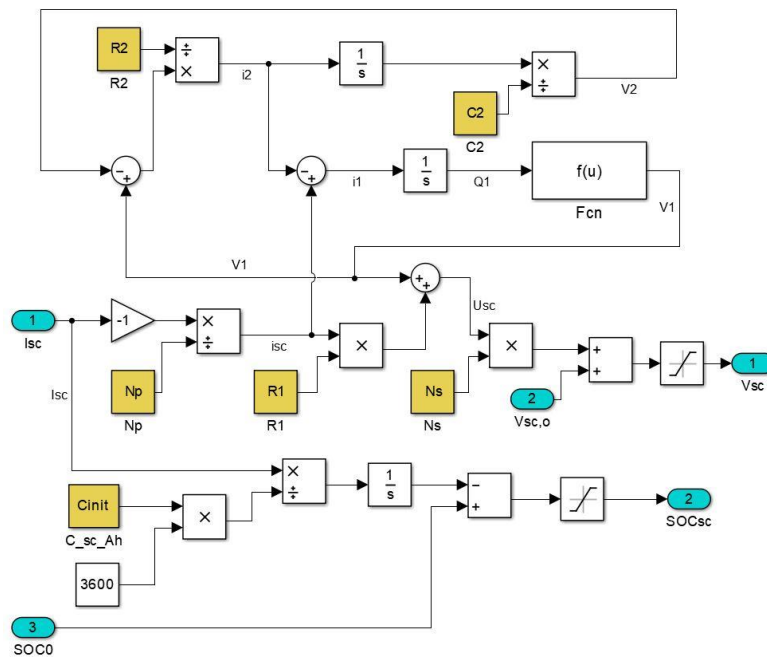 R2
÷
×
R2
i2
1
s
×
÷
V2
C2
C2
-
+
-
+
i1
1
s
Q1
f(u)
Fcn
V1
V1
+
+
Usc
1
Isc
-1
×
÷
isc
×
×
+
+
1
Vsc
Isc
Np
Np
R1
R1
Ns
Ns
2
Vsc,o
×
÷
1
s
−
+
2
SOCsc
Cinit
C_sc_Ah
×
3600
3
SOC0